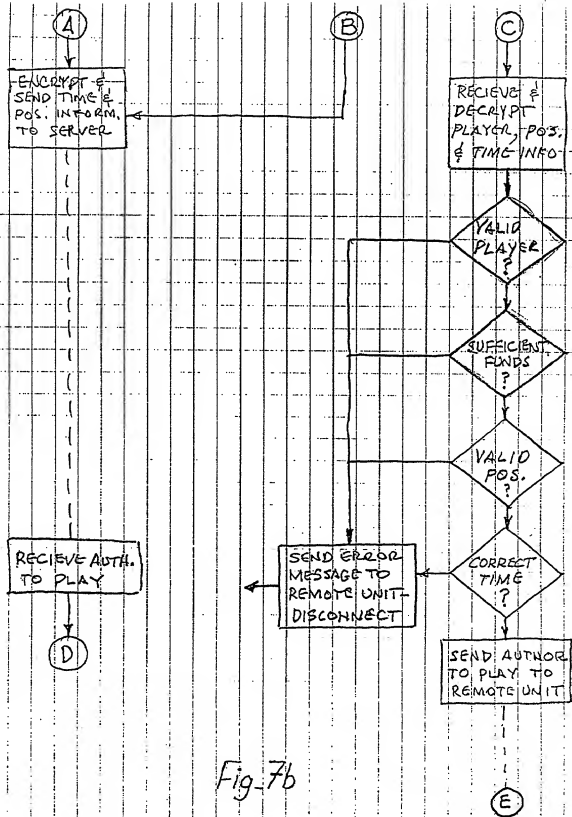 A
B
C
ENCRYPT &
SEND TIME &
POS. INFORM.
TO SERVER
RECIEVE &
DECRYPT
PLAYER, POS.
& TIME INFO
VALID
PLAYER
?
SUFFICIENT
FUNDS
?
VALID
POS.
?
RECIEVE AUTH.
TO PLAY
SEND ERROR
MESSAGE TO
REMOTE UNIT-
DISCONNECT
CORRECT
TIME
?
D
SEND AUTHOR
TO PLAY TO
REMOTE UNIT
Fig_7b
E